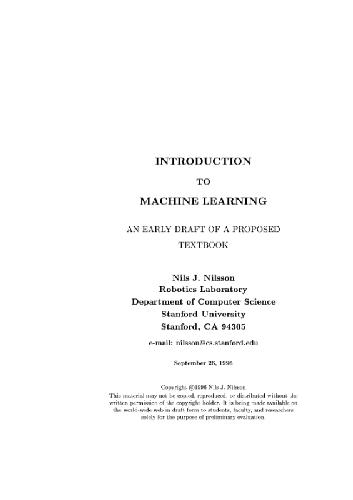 INTRODUCTION
TO
MACHINE LEARNING
AN EARLY DRAFT OF A PROPOSED
TEXTBOOK
Nils J. Nilsson
Robotics Laboratory
Department of Computer Science
Stanford University
Stanford, CA 94305
e-mail: nilsson@cs.stanford.edu
September 26, 1996
Copyright ©1996 Nils J. Nilsson
This material may not be copied, reproduced, or distributed without the
written permission of the copyright holder. It is being made available on
the world-wide web in draft form to students, faculty, and researchers
solely for the purpose of preliminary evaluation.